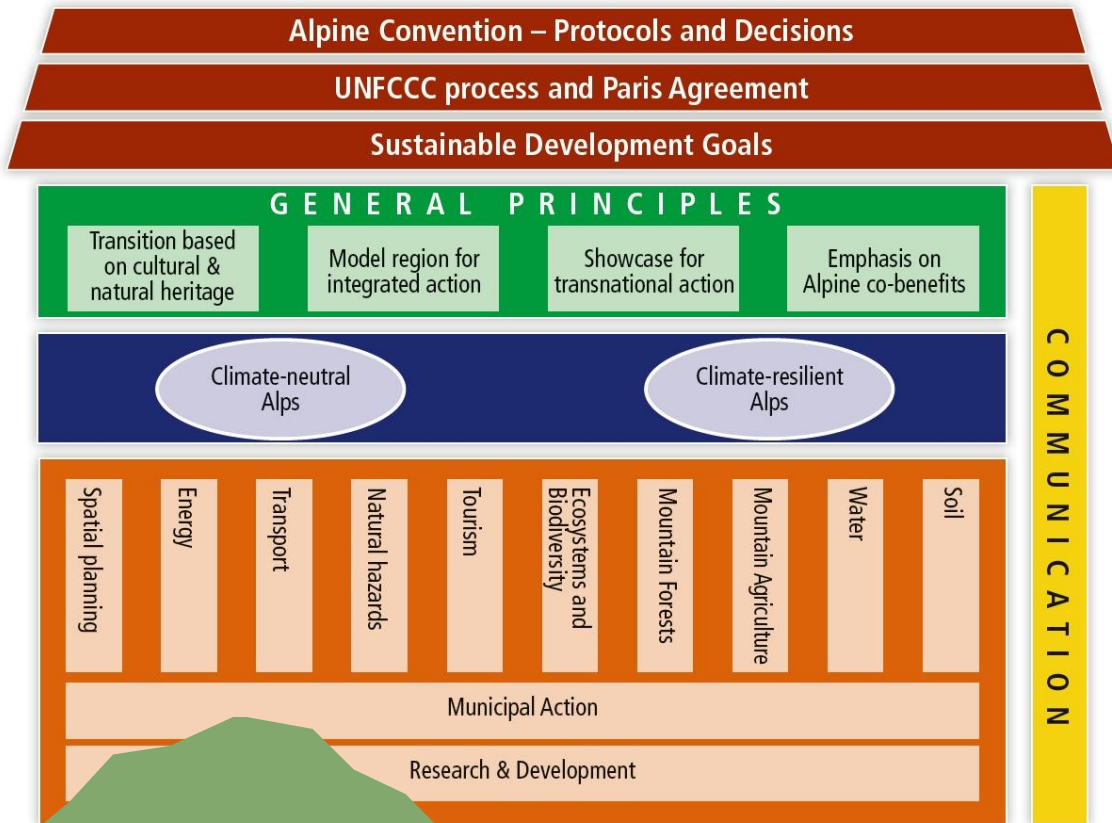 Alpine Convention – Protocols and Decisions
UNFCCC process and Paris Agreement
Sustainable Development Goals
GENERAL PRINCIPLES
Transition based
on cultural &
natural heritage
Model region for
integrated action
Showcase for
transnational action
Emphasis on
Alpine co-benefits
Climate-neutral
Alps
Climate-resilient
Alps
Spatial planning
Energy
Transport
Natural hazards
Tourism
Ecosystems and
Biodiversity
Mountain Forests
Mountain Agriculture
Water
Soil
Municipal Action
Research & Development
COMMUNICATION